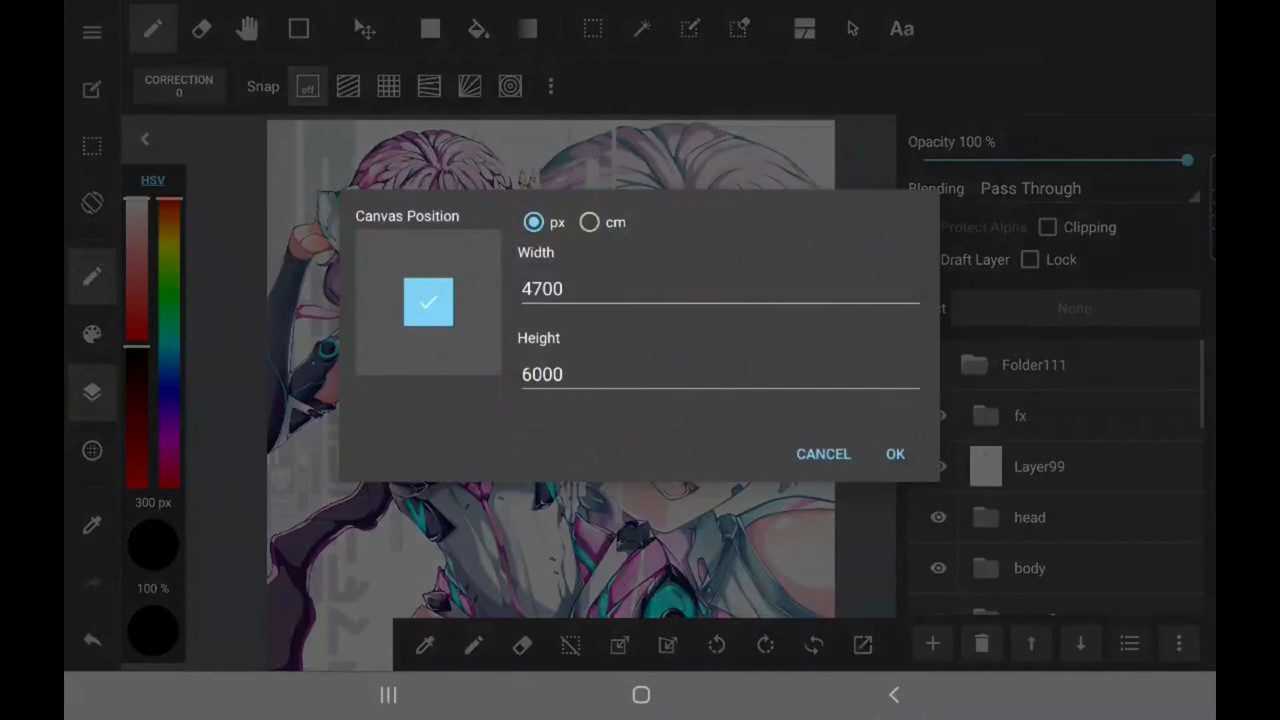 Aa
CORRECTION
0
Snap
off
HSV
300 px
100 %
Canvas Position
px
cm
Width
4700
Height
6000
CANCEL
OK
Opacity 100 %
Blending
Pass Through
Protect Alpha
Clipping
Draft Layer
Lock
None
Folder111
fx
Layer99
head
body